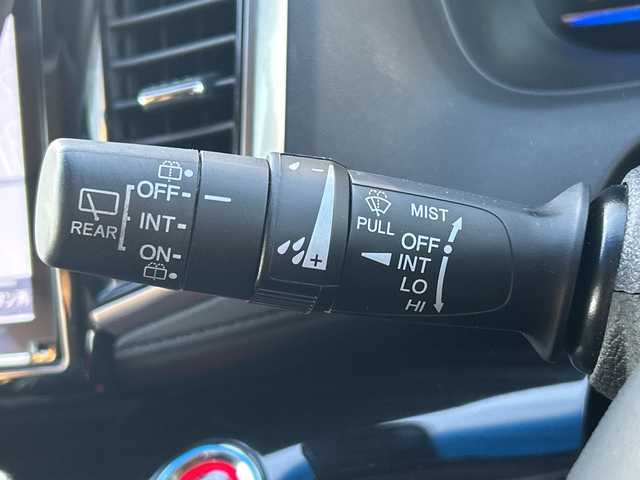 OFF
INT
ON
REAR
− 
+
PULL
MIST
OFF
INT
LO
HI